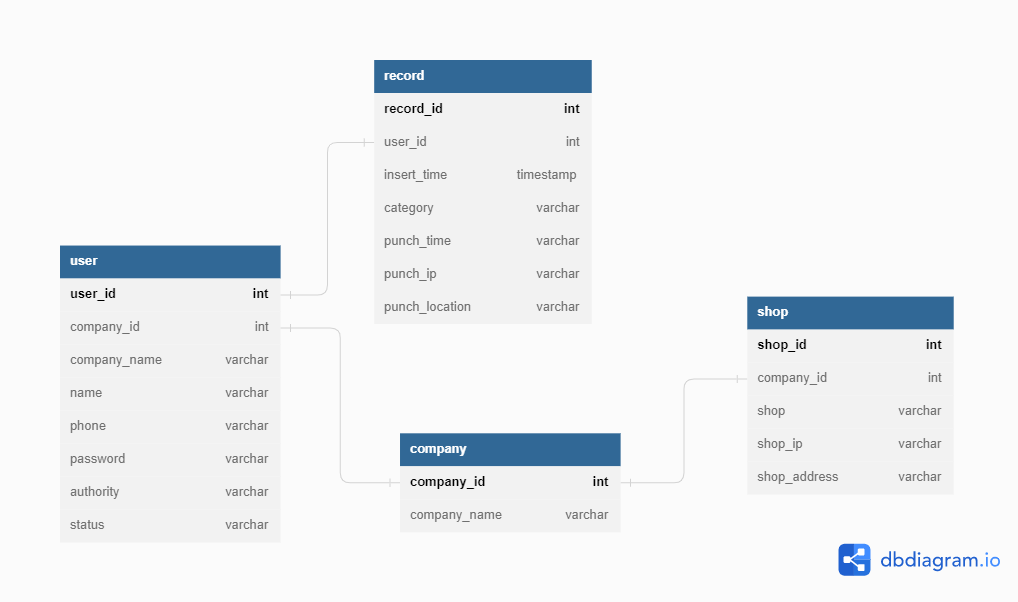 record
record_id int
user_id int
insert_time timestamp
category varchar
punch_time varchar
punch_ip varchar
punch_location varchar
user
user_id int
company_id int
company_name varchar
name varchar
phone varchar
password varchar
authority varchar
status varchar
company
company_id int
company_name varchar
shop
shop_id int
company_id int
shop varchar
shop_ip varchar
shop_address varchar
dbdiagram.io